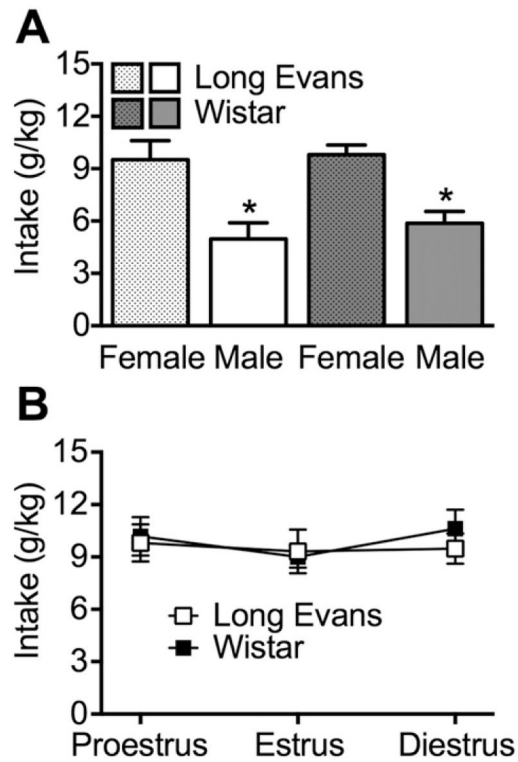 A
15
12
9
6
3
0
Intake (g/kg)
Long Evans
Wistar
*
*
Female Male Female Male
B
15
12
9
6
3
0
Intake (g/kg)
Long Evans
Wistar
Proestrus Estrus Diestrus